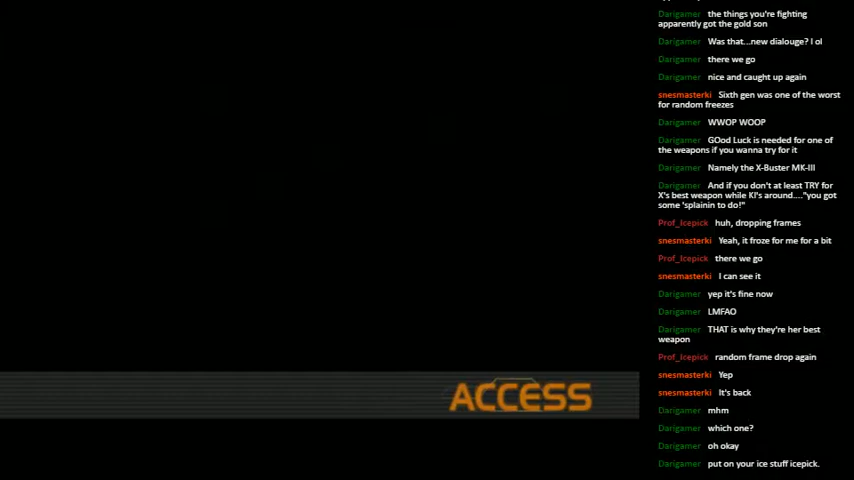 Darigamer the things you're fighting
apparently got the gold son
Darigamer Was that...new dialouge? I ol
Darigamer there we go
Darigamer nice and caught up again
snesmasterki Sixth gen was one of the worst
for random freezes
Darigamer WWOP WOOP
Darigamer GOod Luck is needed for one of
the weapons if you wanna try for it
Darigamer Namely the X-Buster MK-III
Darigamer And if you don't at least TRY for
X's best weapon while KI's around...."you got
some 'splainin to do!"
Prof_Icepick huh, dropping frames
snesmasterki Yeah, it froze for me for a bit
Prof_Icepick there we go
snesmasterki I can see it
Darigamer yep it's fine now
Darigamer LMFAO
Darigamer THAT is why they're her best
weapon
Prof_Icepick random frame drop again
snesmasterki Yep
snesmasterki It's back
Darigamer mhm
Darigamer which one?
Darigamer oh okay
Darigamer put on your ice stuff icepick.
ACCESS